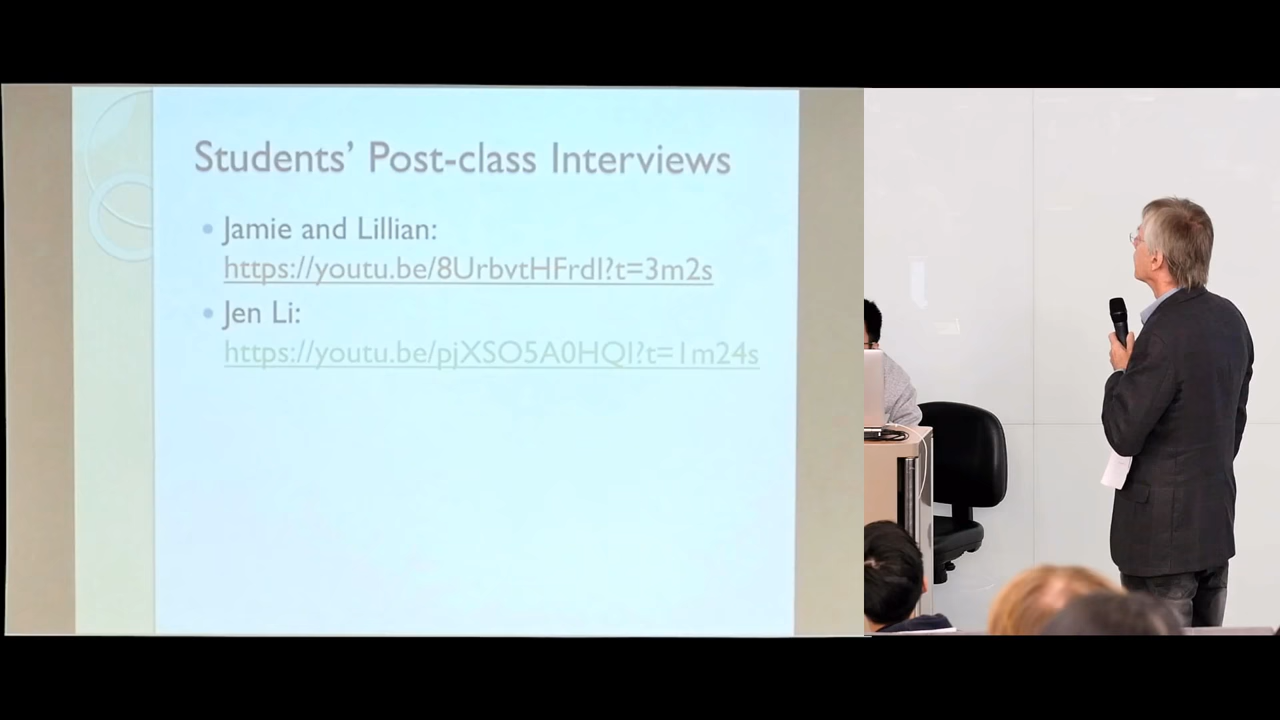 Students’ Post-class Interviews
• Jamie and Lillian:
https://youtu.be/8UrbvtHFrdI?t=3m2s
• Jen Li:
https://youtu.be/pjXSO5A0HQI?t=1m24s